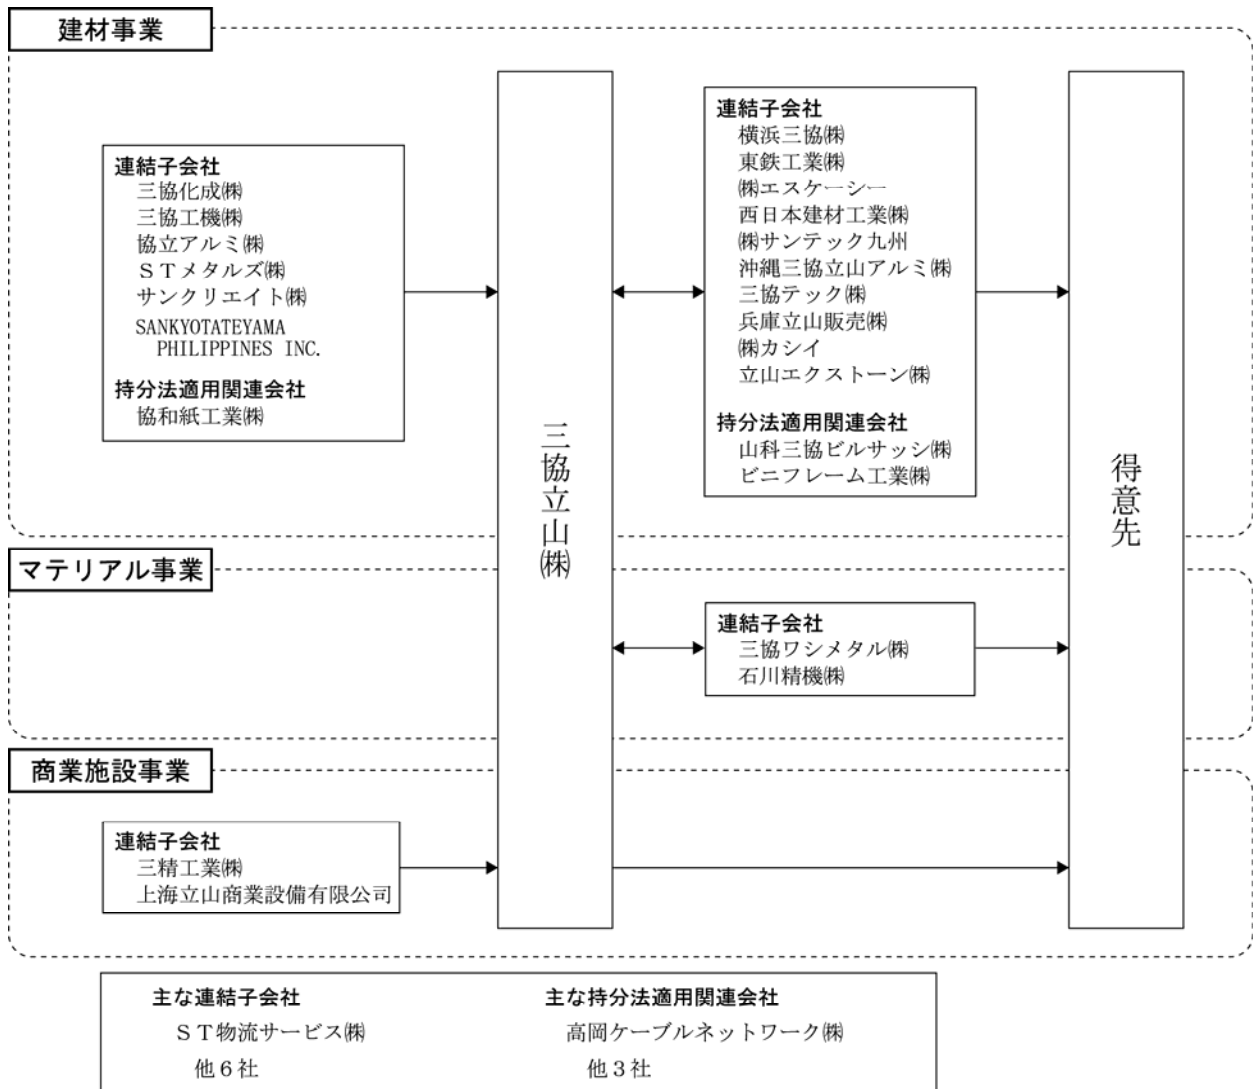 建材事業
連結子会社
三協化成㈱
三協工機㈱
協立アルミ㈱
ＳＴメタルズ㈱
サンクリエイト㈱
SANKYOTATEYAMA
PHILIPPINES INC.
持分法適用関連会社
協和紙工業㈱
三協立山㈱
連結子会社
横浜三協㈱
東鉄工業㈱
㈱エスケーシー
西日本建材工業㈱
㈱サンテック九州
沖縄三協立山アルミ㈱
三協テック㈱
兵庫立山販売㈱
㈱カシイ
立山エクストーン㈱
持分法適用関連会社
山科三協ビルサッシ㈱
ビニフレーム工業㈱
得意先
マテリアル事業
連結子会社
三協ワシメタル㈱
石川精機㈱
商業施設事業
連結子会社
三精工業㈱
上海立山商業設備有限公司
主な連結子会社
ＳＴ物流サービス㈱
他６社
主な持分法適用関連会社
高岡ケーブルネットワーク㈱
他３社